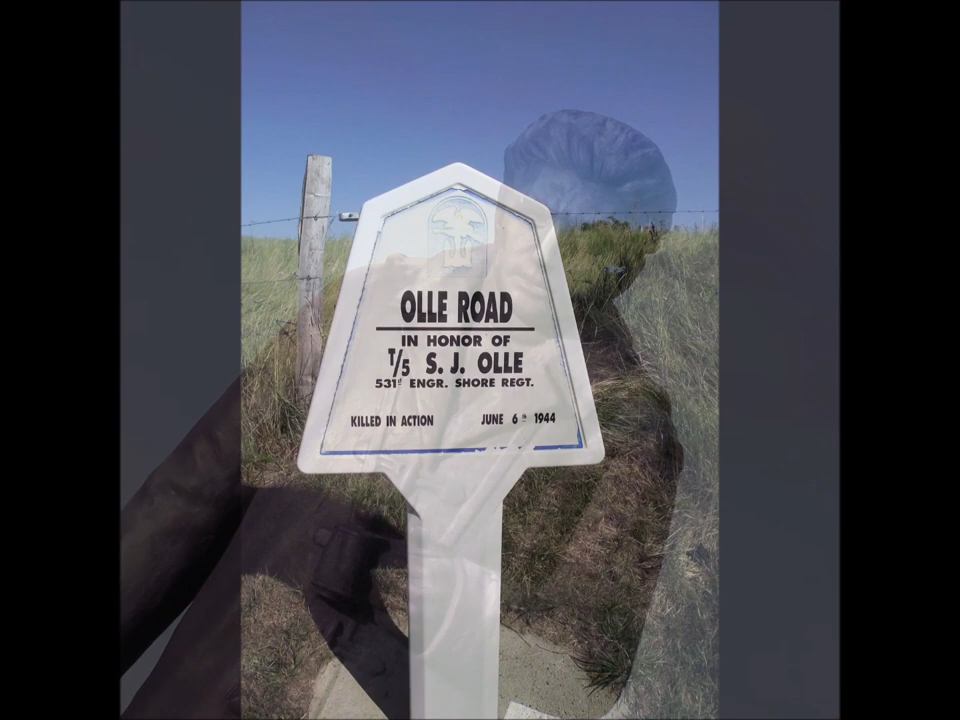 OLLE ROAD
IN HONOR OF
T/5 S. J. OLLE
531st ENGR. SHORE REGT.
KILLED IN ACTION JUNE 6th 1944